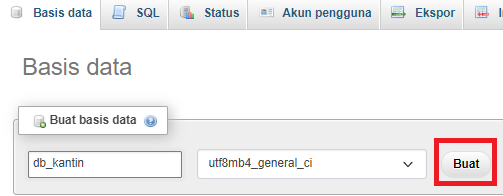 Basis data SQL Status Akun pengguna Ekspor
Basis data
Buat basis data
db_kantin utf8mb4_general_ci Buat